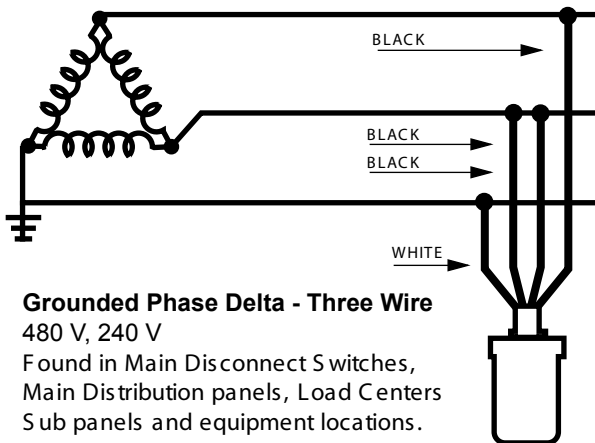 BLACK
BLACK
BLACK
WHITE
Grounded Phase Delta - Three Wire
480 V, 240 V
Found in Main Disconnect Switches,
Main Distribution panels, Load Centers
Sub panels and equipment locations.